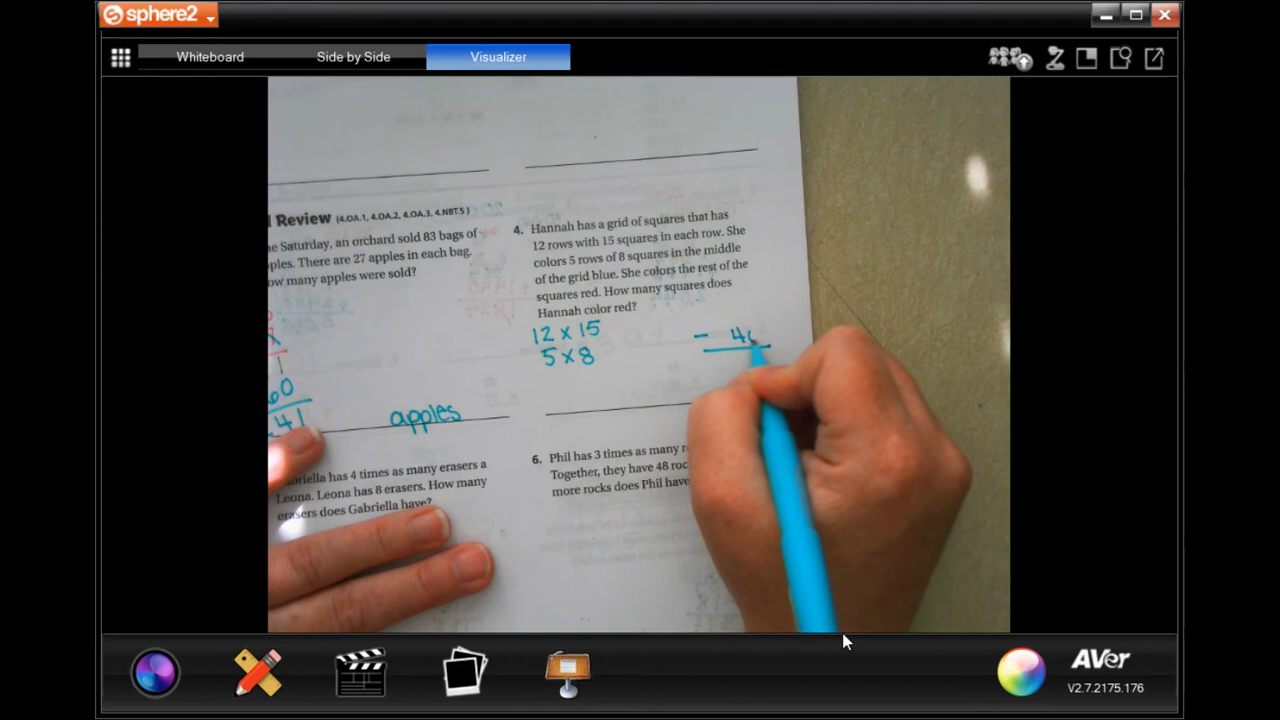 sphere2
Whiteboard
Side by Side
Visualizer
Review (4.OA.1, 4.OA.2, 4.OA.3, 4.NBT.5)
Saturday, an orchard sold 83 bags of
There are 27 apples in each bag.
many apples were sold?
60
41
apples
4. Hannah has a grid of squares that has
12 rows with 15 squares in each row. She
colors 5 rows of 8 squares in the middle
of the grid blue. She colors the rest of the
squares red. How many squares does
Hannah color red?
12 x 15
5 x 8
- 4
has 4 times as many erasers a
Leona. Leona has 8 erasers. How many
erasers does Gabriella have?
6. Phil has 3 times as many
Together, they have 48
more rocks does Phil have
AVer
V2.7.2175.176